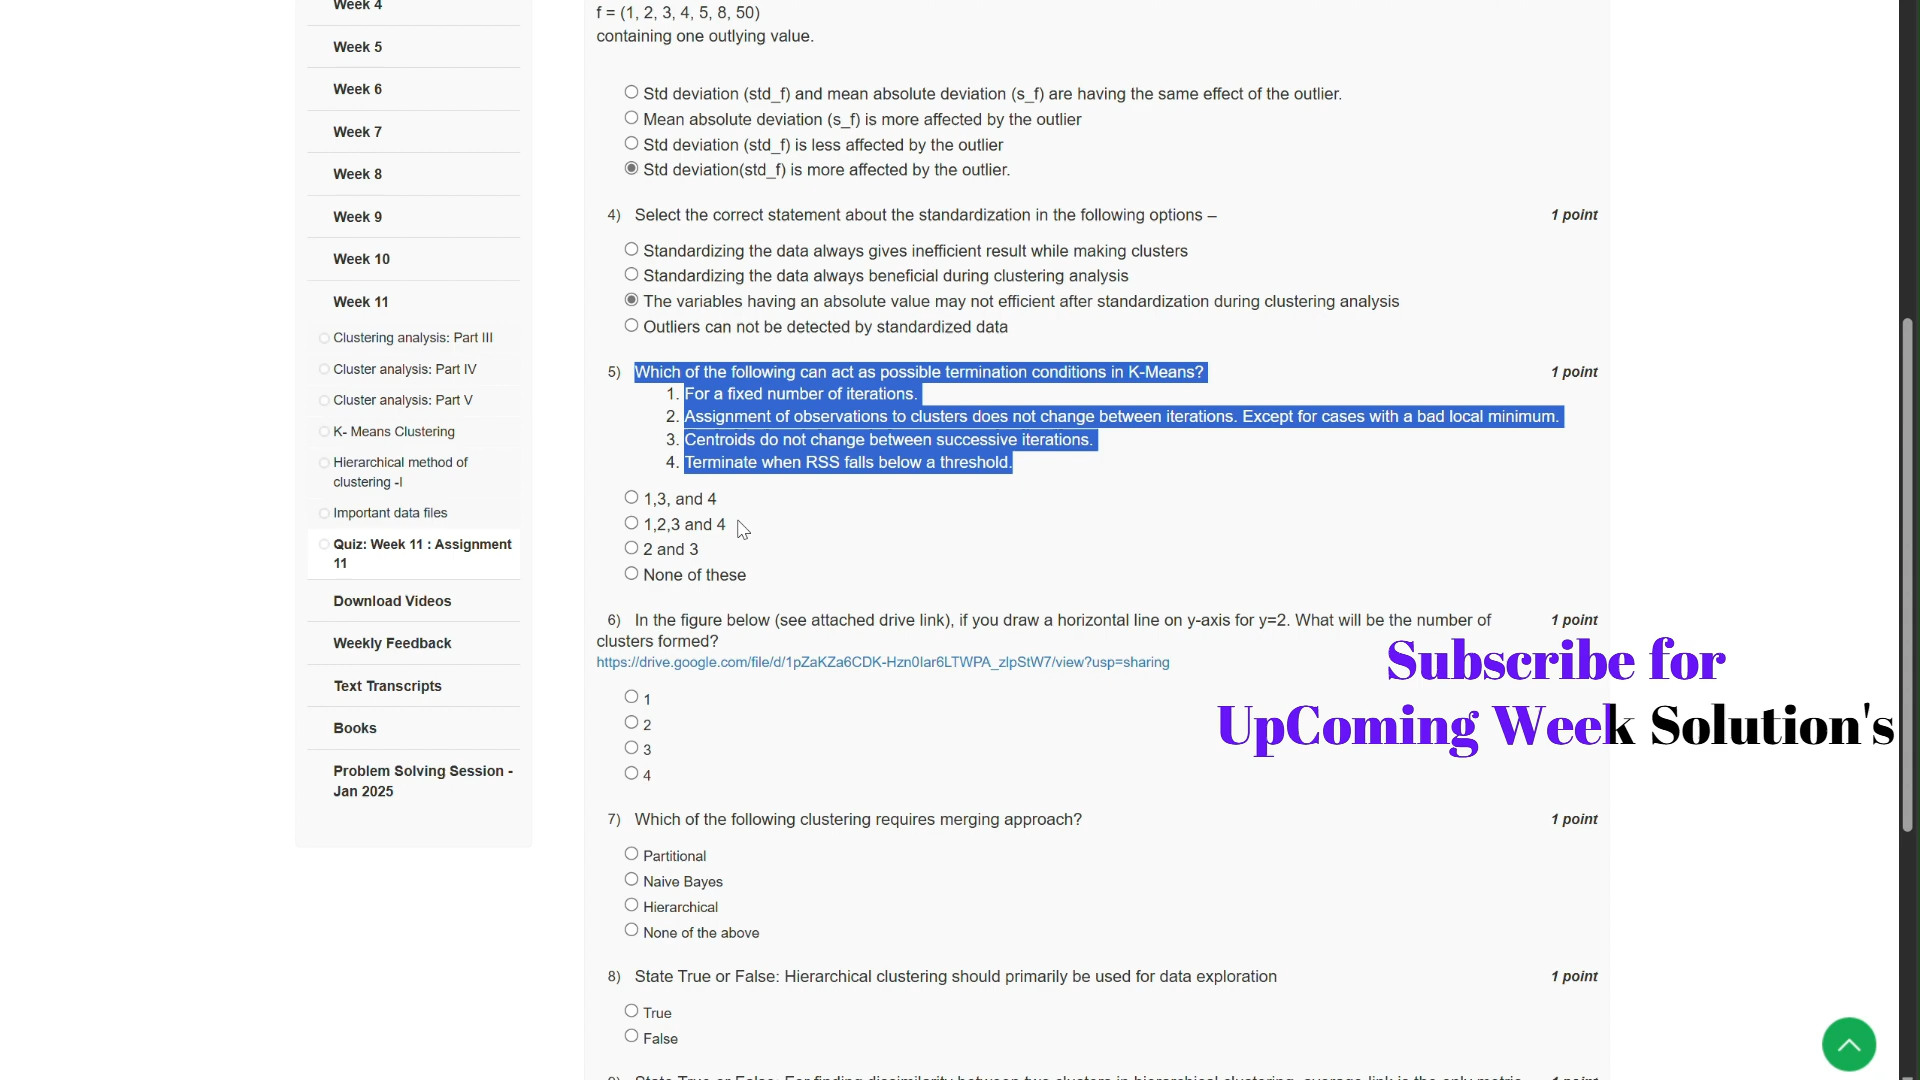 Week 4
Week 5
Week 6
Week 7
Week 8
Week 9
Week 10
Week 11
Clustering analysis: Part III
Cluster analysis: Part IV
Cluster analysis: Part V
K- Means Clustering
Hierarchical method of
clustering -I
Important data files
Quiz: Week 11 : Assignment
11
Download Videos
Weekly Feedback
Text Transcripts
Books
Problem Solving Session -
Jan 2025
f = (1, 2, 3, 4, 5, 8, 50)
containing one outlying value.
Std deviation (std_f) and mean absolute deviation (s_f) are having the same effect of the outlier.
Mean absolute deviation (s_f) is more affected by the outlier
Std deviation (std_f) is less affected by the outlier
Std deviation(std_f) is more affected by the outlier.
4) Select the correct statement about the standardization in the following options – 1 point
Standardizing the data always gives inefficient result while making clusters
Standardizing the data always beneficial during clustering analysis
The variables having an absolute value may not efficient after standardization during clustering analysis
Outliers can not be detected by standardized data
5) Which of the following can act as possible termination conditions in K-Means? 1 point
1. For a fixed number of iterations.
2. Assignment of observations to clusters does not change between iterations. Except for cases with a bad local minimum.
3. Centroids do not change between successive iterations.
4. Terminate when RSS falls below a threshold.
1,3, and 4
1,2,3 and 4
2 and 3
None of these
6) In the figure below (see attached drive link), if you draw a horizontal line on y-axis for y=2. What will be the number of 1 point
clusters formed?
https://drive.google.com/file/d/1pZaKZa6CDK-Hzn0Iar6LTWPA_zlpStW7/view?usp=sharing
1
2
3
4
Subscribe for
UpComing Week Solution's
7) Which of the following clustering requires merging approach? 1 point
Partitional
Naive Bayes
Hierarchical
None of the above
8) State True or False: Hierarchical clustering should primarily be used for data exploration 1 point
True
False